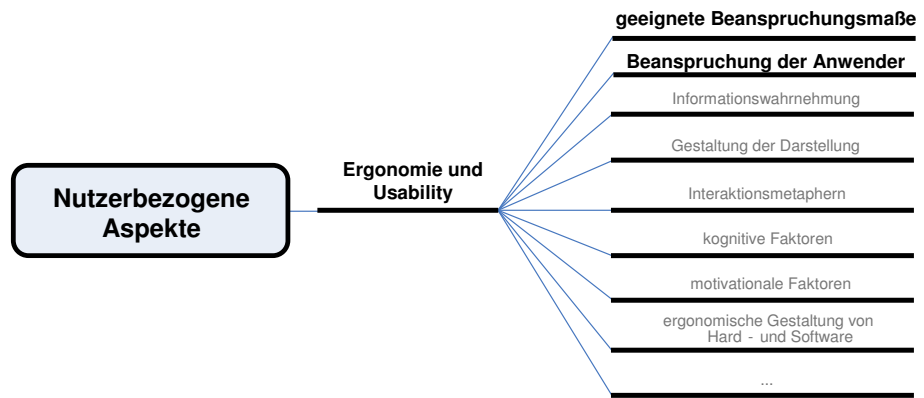 geeignete Beanspruchungsmaße
Beanspruchung der Anwender
Informationswahrnehmung
Gestaltung der Darstellung
Ergonomie und
Usability
Nutzerbezogene
Aspekte
Interaktionsmetaphern
kognitive Faktoren
motivationale Faktoren
ergonomische Gestaltung von
Hard - und Software
...